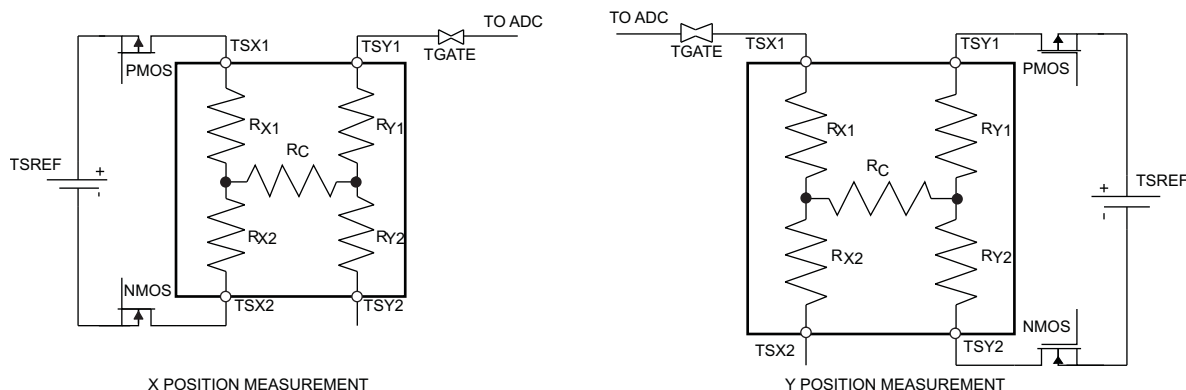 TO ADC
TSX1
TSY1
TGATE
PMOS
RX1
RY1
RC
TSREF
+
-
RX2
RY2
NMOS
TSX2
TSY2
X POSITION MEASUREMENT
TO ADC
TSX1
TGATE
TSY1
PMOS
RX1
RY1
RC
TSREF
+
-
RX2
RY2
NMOS
TSX2
TSY2
Y POSITION MEASUREMENT